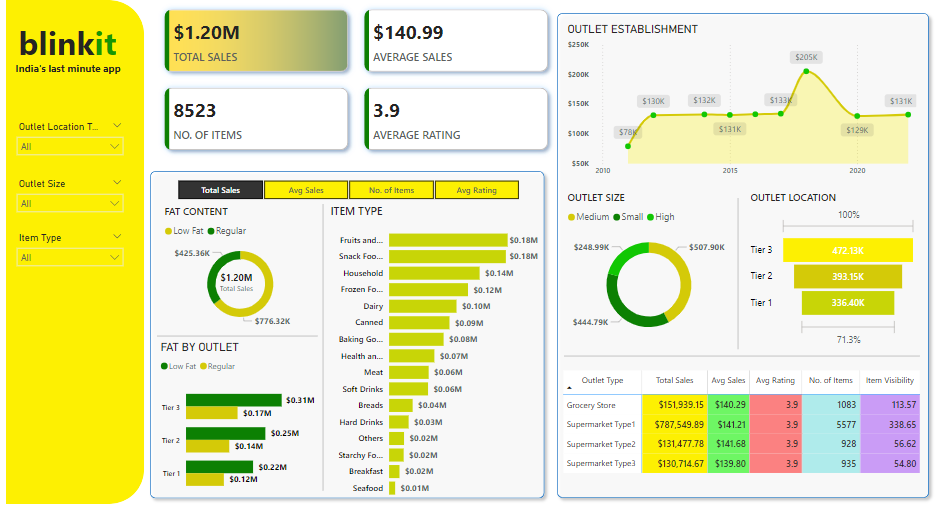 blinkit
India's last minute app
Outlet Location T...
All
Outlet Size
All
Item Type
All
$1.20M
TOTAL SALES
$140.99
AVERAGE SALES
8523
NO. OF ITEMS
3.9
AVERAGE RATING
Total Sales Avg Sales No. of Items Avg Rating
FAT CONTENT
Low Fat Regular
$425.36K
$1.20M
Total Sales
$776.32K
FAT BY OUTLET
Low Fat Regular
Tier 3 $0.31M
$0.17M
Tier 2 $0.25M
$0.14M
Tier 1 $0.22M
$0.12M
ITEM TYPE
Fruits and... $0.18M
Snack Foo... $0.18M
Household $0.14M
Frozen Fo... $0.12M
Dairy $0.10M
Canned $0.09M
Baking Go... $0.08M
Health an... $0.07M
Meat $0.06M
Soft Drinks $0.06M
Breads $0.04M
Hard Drinks $0.03M
Others $0.02M
Starchy Fo... $0.02M
Breakfast $0.02M
Seafood $0.01M
OUTLET ESTABLISHMENT
$250K
$200K
$150K
$100K
$50K
$78K $130K $132K $131K $133K $205K $129K $131K
2010 2015 2020
OUTLET SIZE
Medium Small High
$248.99K $507.90K
$444.79K
OUTLET LOCATION
100%
Tier 3 472.13K
Tier 2 393.15K
Tier 1 336.40K
71.3%
Outlet Type Total Sales Avg Sales Avg Rating No. of Items Item Visibility
Grocery Store $151,939.15 $140.29 3.9 1083 113.57
Supermarket Type1 $787,549.89 $141.21 3.9 5577 338.65
Supermarket Type2 $131,477.78 $141.68 3.9 928 56.62
Supermarket Type3 $130,714.67 $139.80 3.9 935 54.80